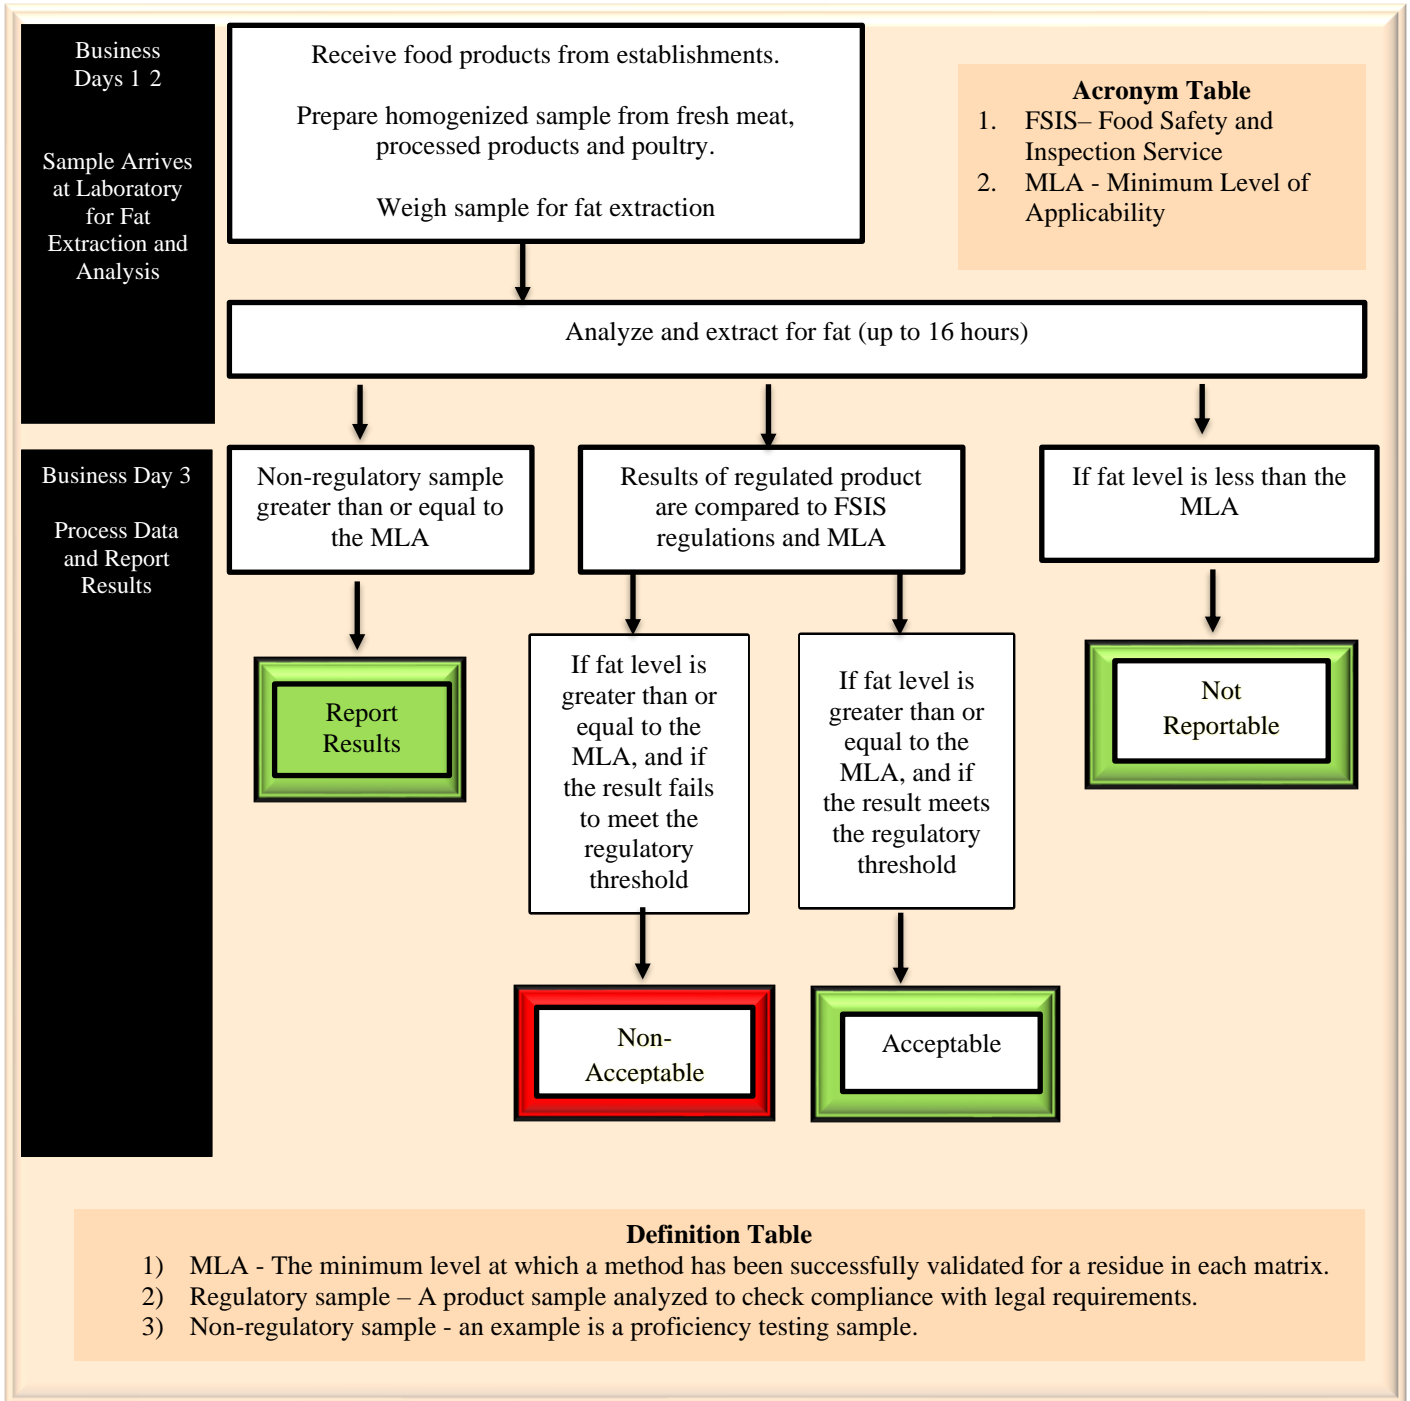 Business
Days 1 2
Sample Arrives
at Laboratory
for Fat
Extraction and
Analysis
Receive food products from establishments.
Prepare homogenized sample from fresh meat,
processed products and poultry.
Weigh sample for fat extraction
Acronym Table
1. FSIS– Food Safety and
Inspection Service
2. MLA - Minimum Level of
Applicability
Analyze and extract for fat (up to 16 hours)
Business Day 3
Process Data
and Report
Results
Non-regulatory sample
greater than or equal to
the MLA
Results of regulated product
are compared to FSIS
regulations and MLA
If fat level is less than the
MLA
Report
Results
If fat level is
greater than or
equal to the
MLA, and if
the result fails
to meet the
regulatory
threshold
If fat level is
greater than or
equal to the
MLA, and if
the result meets
the regulatory
threshold
Not
Reportable
Non-
Acceptable
Acceptable
Definition Table
1) MLA - The minimum level at which a method has been successfully validated for a residue in each matrix.
2) Regulatory sample – A product sample analyzed to check compliance with legal requirements.
3) Non-regulatory sample - an example is a proficiency testing sample.